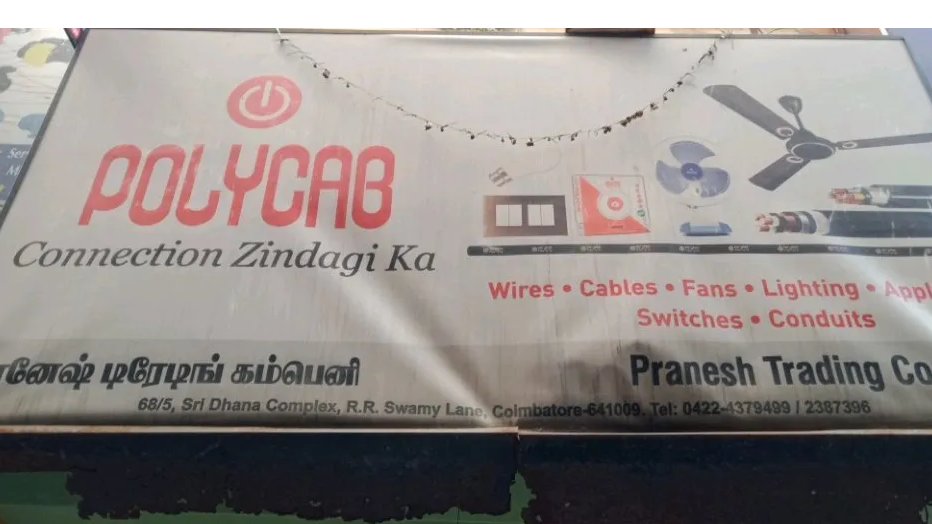 POLYCAB
Connection Zindagi Ka
Wires • Cables • Fans • Lighting • Appl
Switches • Conduits
னேஷ் டிரேடிங் கம்பெனி
Pranesh Trading Co
68/5, Sri Dhana Complex, R.R. Swamy Lane, Coimbatore-641009. Tel: 0422-4379499 / 2387396